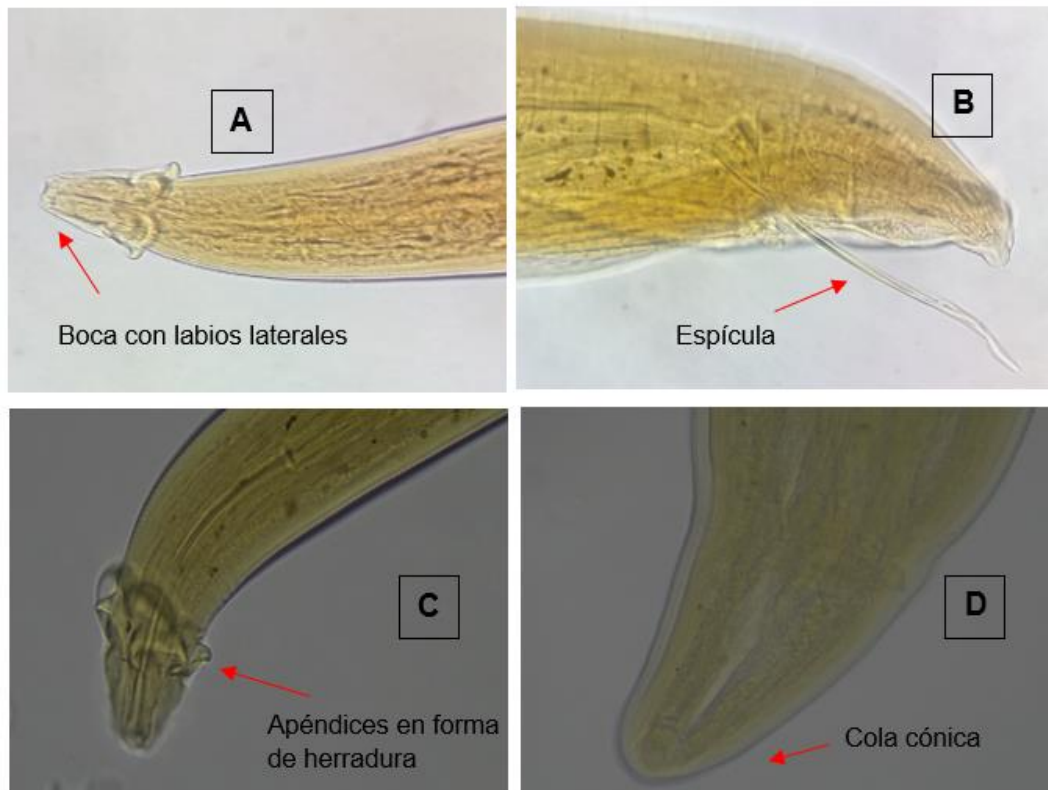 A
Boca con labios laterales
B
Espícula
C
Apéndices en forma
de herradura
D
Cola cónica